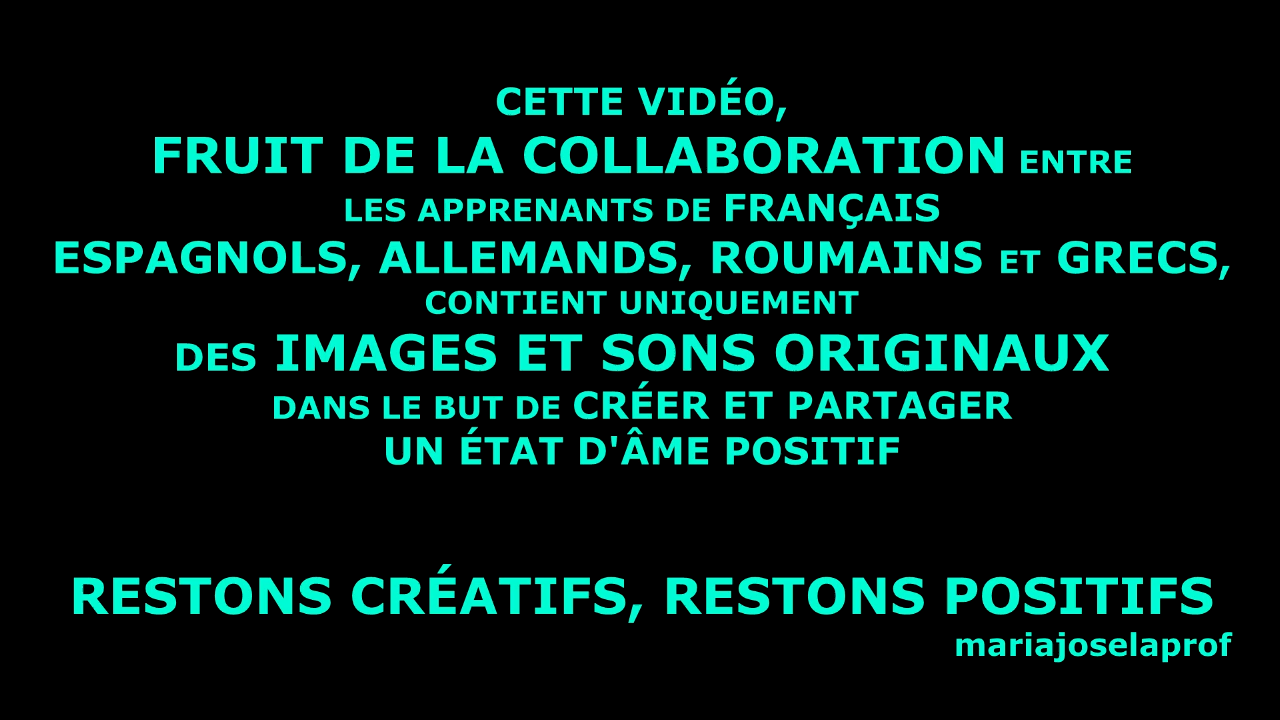 CETTE VIDÉO,
FRUIT DE LA COLLABORATION ENTRE
LES APPRENANTS DE FRANÇAIS
ESPAGNOLS, ALLEMANDS, ROUMAINS ET GRECS,
CONTIENT UNIQUEMENT
DES IMAGES ET SONS ORIGINAUX
DANS LE BUT DE CRÉER ET PARTAGER
UN ÉTAT D'ÂME POSITIF
RESTONS CRÉATIFS, RESTONS POSITIFS
mariajoselaprof